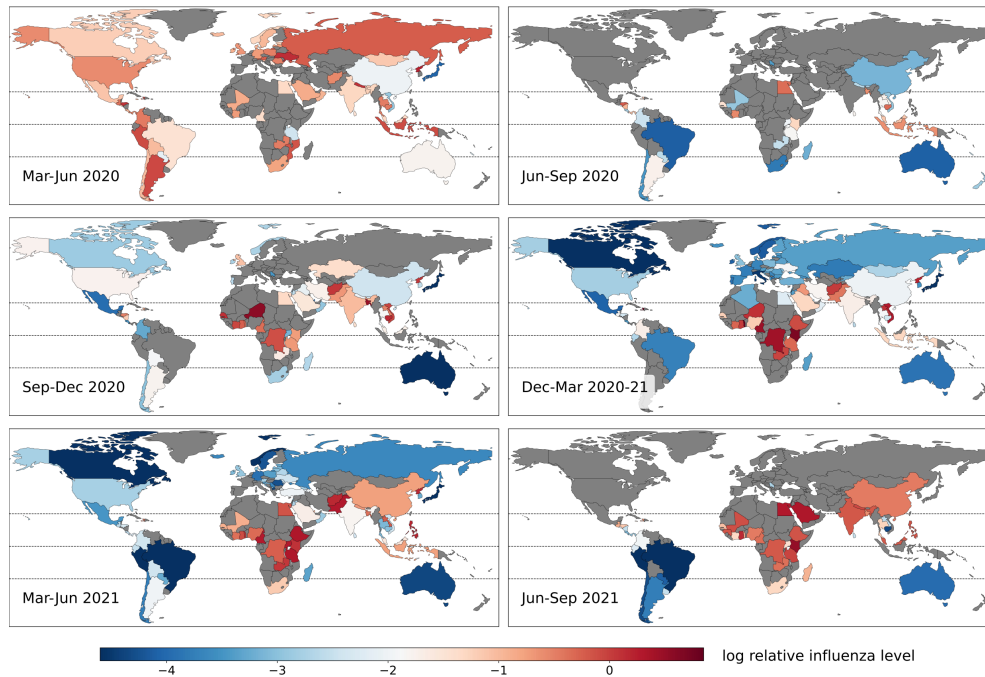 Mar-Jun 2020
Jun-Sep 2020
Sep-Dec 2020
Dec-Mar 2020-21
Mar-Jun 2021
Jun-Sep 2021
−4 −3 −2 −1 0 log relative influenza level